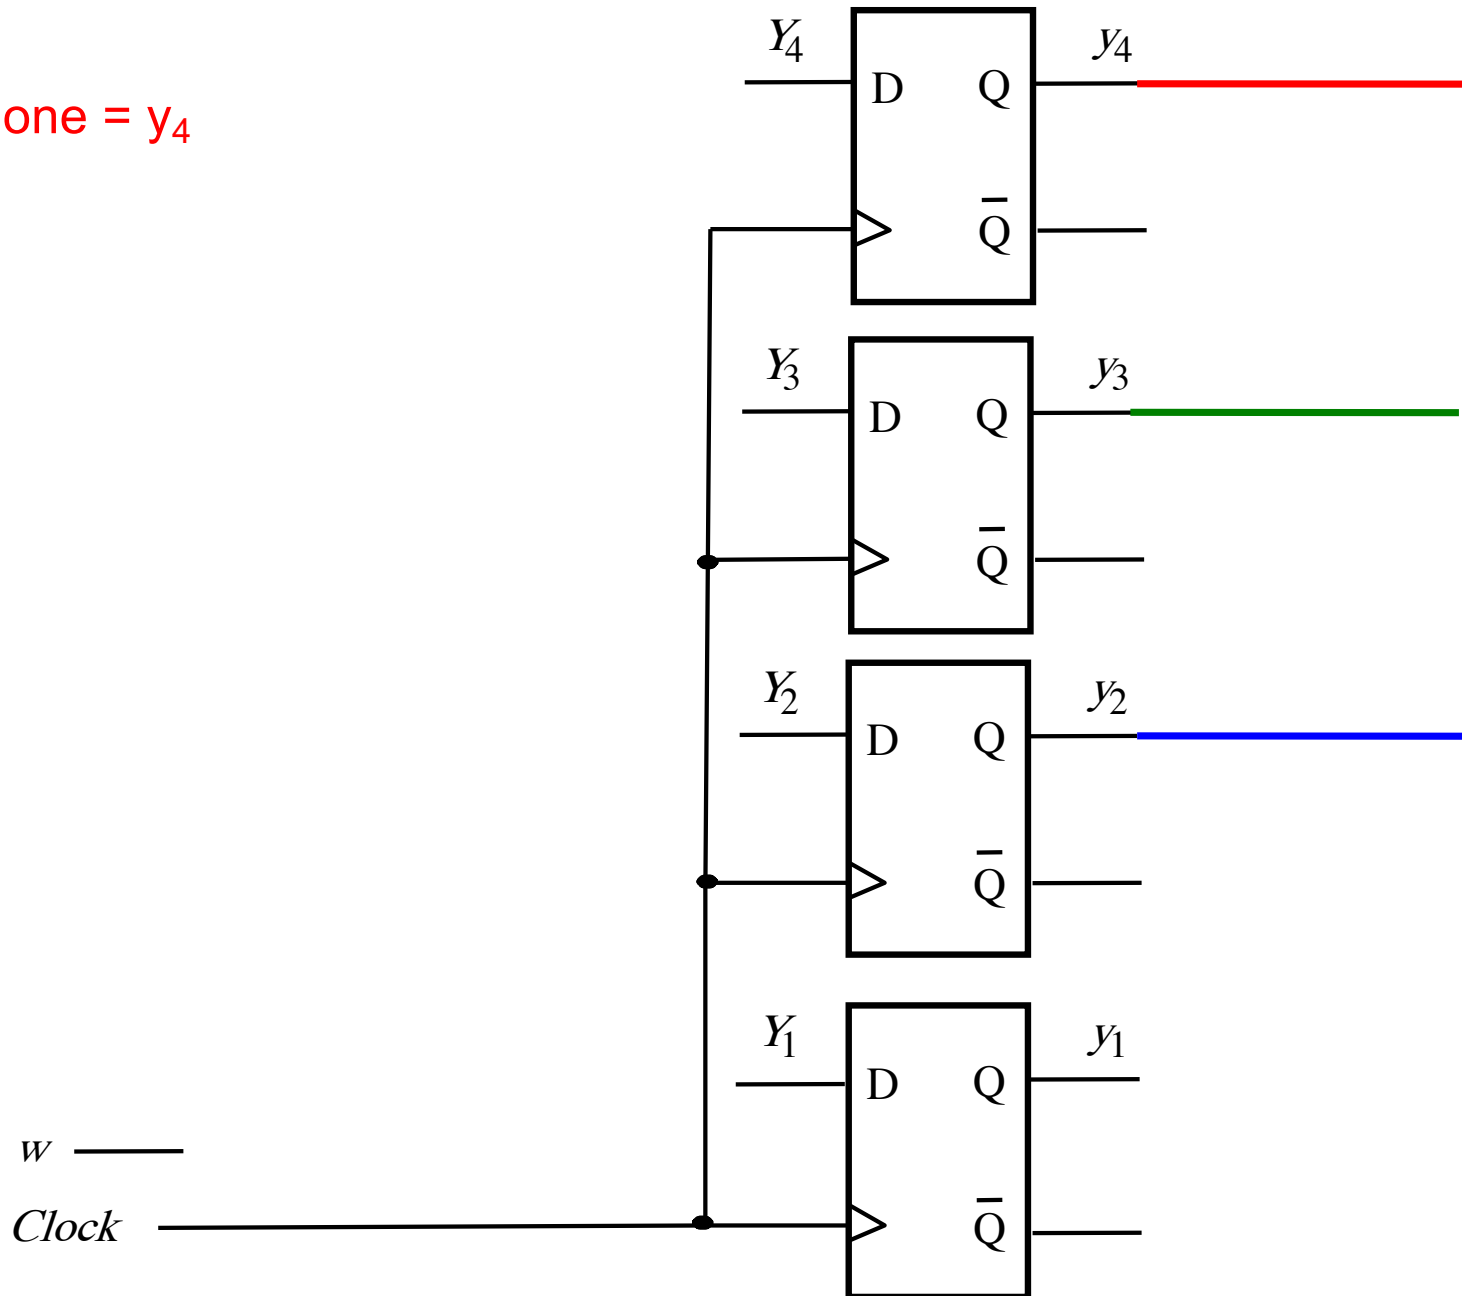 Y₄ y₄
D Q
one = y₄
Q̅
Y₃ y₃
D Q
Q̅
Y₂ y₂
D Q
Q̅
Y₁ y₁
D Q
w
Clock
Q̅